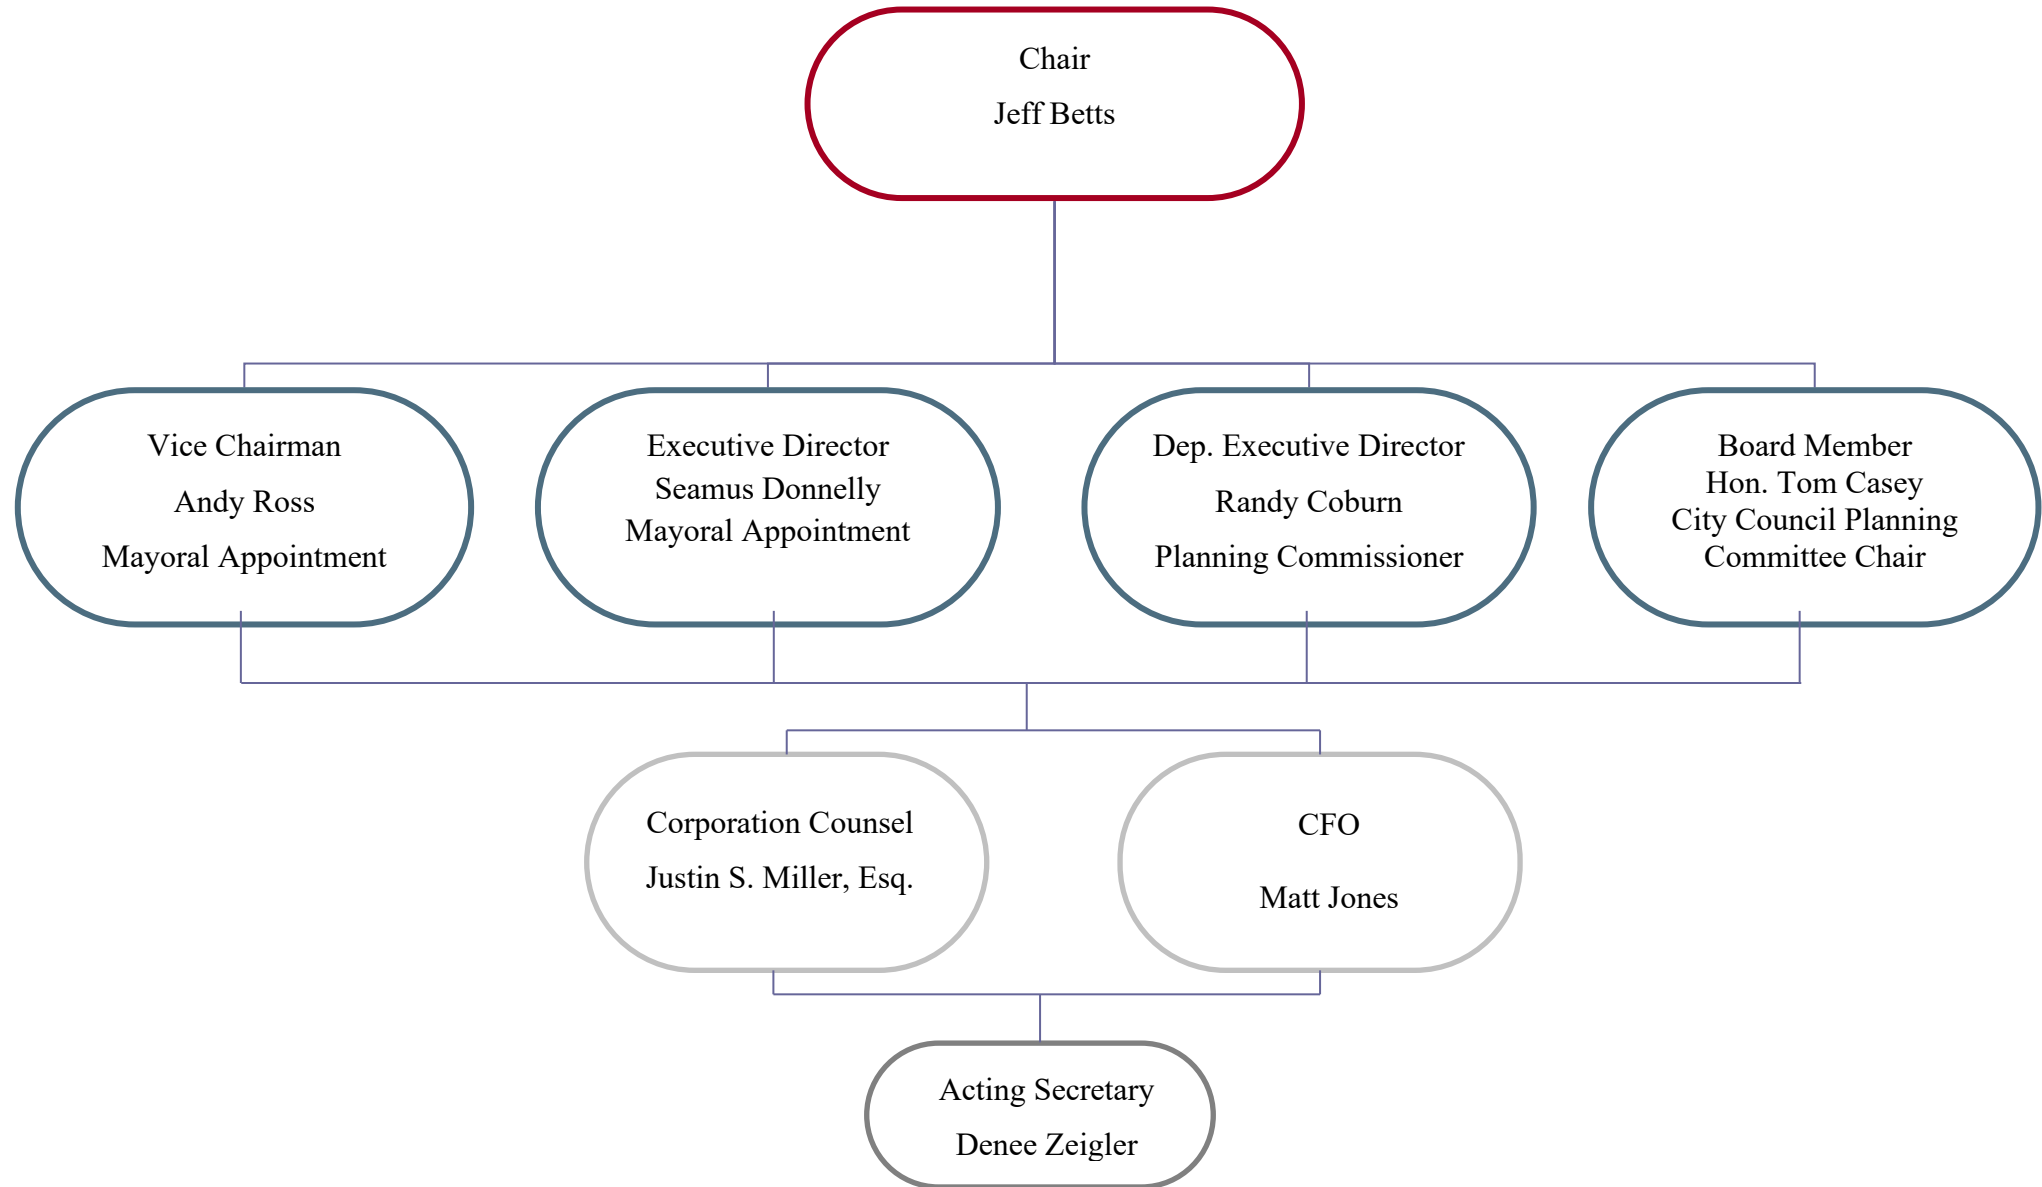 Chair
Jeff Betts
Vice Chairman
Andy Ross
Mayoral Appointment
Executive Director
Seamus Donnelly
Mayoral Appointment
Dep. Executive Director
Randy Coburn
Planning Commissioner
Board Member
Hon. Tom Casey
City Council Planning
Committee Chair
Corporation Counsel
Justin S. Miller, Esq.
CFO
Matt Jones
Acting Secretary
Denee Zeigler